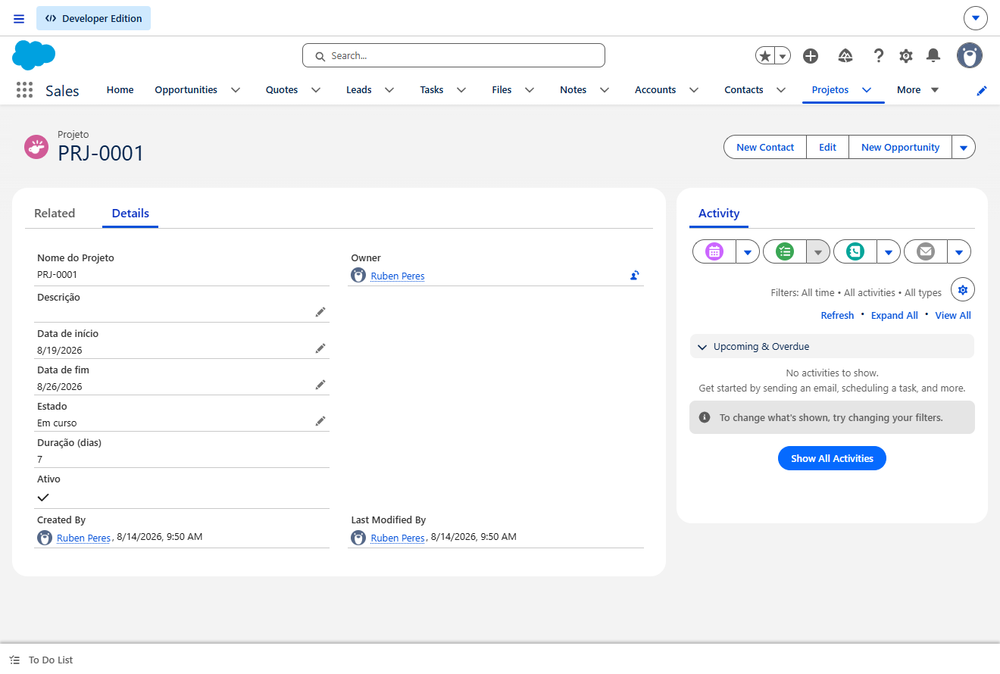 Developer Edition
Search...
Sales
Home
Opportunities
Quotes
Leads
Tasks
Files
Notes
Accounts
Contacts
Projetos
More
Projeto
PRJ-0001
New Contact
Edit
New Opportunity
Related
Details
Nome do Projeto
PRJ-0001
Owner
Ruben Peres
Descrição
Data de início
8/19/2026
Data de fim
8/26/2026
Estado
Em curso
Duração (dias)
7
Ativo
Created By
Ruben Peres, 8/14/2026, 9:50 AM
Last Modified By
Ruben Peres, 8/14/2026, 9:50 AM
Activity
Filters: All time • All activities • All types
Refresh • Expand All • View All
Upcoming & Overdue
No activities to show.
Get started by sending an email, scheduling a task, and more.
To change what's shown, try changing your filters.
Show All Activities
To Do List